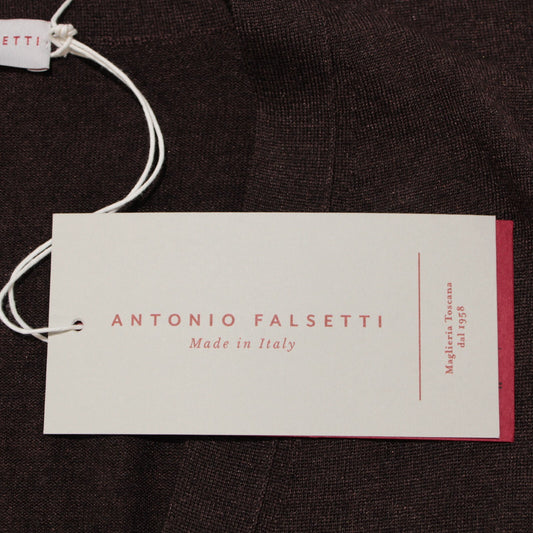 SETTI
ANTONIO FALSETTI
Made in Italy
Maglieria Toscana
dal 1958